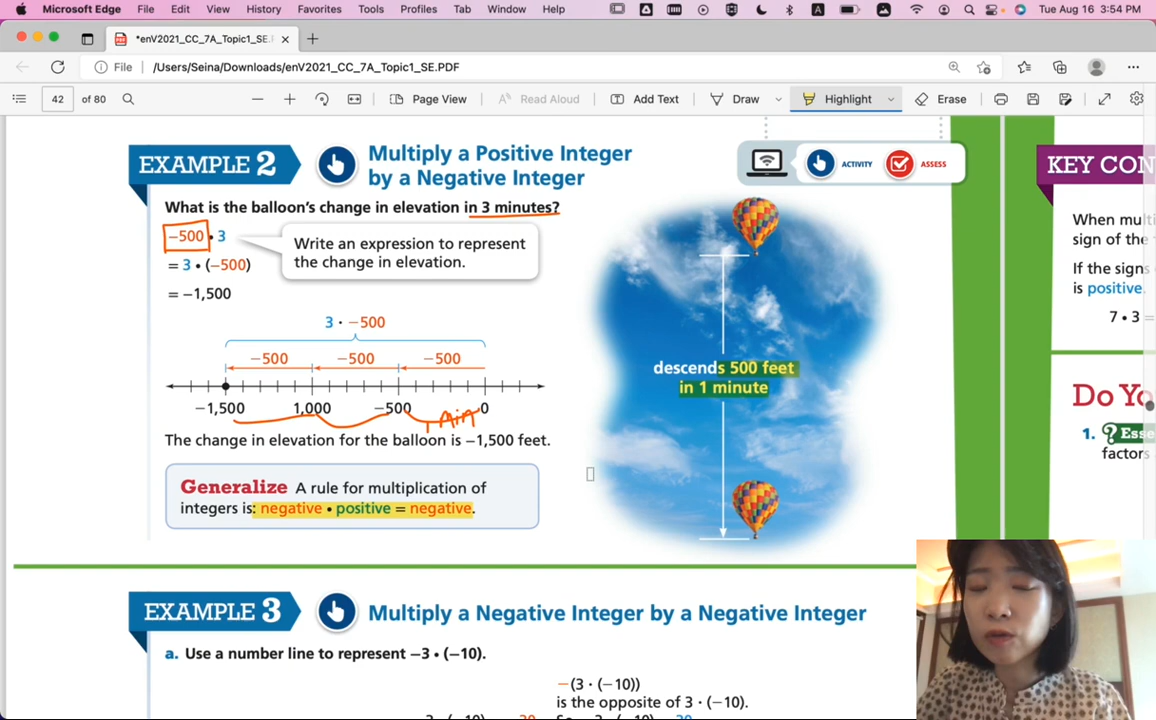 Microsoft Edge File Edit View History Favorites Tools Profiles Tab Window Help A Tue Aug 16 3:54 PM
*enV2021_CC_7A_Topic1_SE.
File /Users/Seina/Downloads/enV2021_CC_7A_Topic1_SE.PDF
42 of 80 Page View Read Aloud Add Text Draw Highlight Erase
EXAMPLE 2 Multiply a Positive Integer
by a Negative Integer
ACTIVITY ASSESS
What is the balloon's change in elevation in 3 minutes?
−500 • 3
= 3 • (−500)
= −1,500
Write an expression to represent
the change in elevation.
3 · −500
−500 −500 −500
−1,500 1,000 −500 0
1 min
The change in elevation for the balloon is −1,500 feet.
Generalize A rule for multiplication of
integers is: negative • positive = negative.
descends 500 feet
in 1 minute
KEY CON
When multi
sign of the
If the signs
is positive.
7 • 3 =
Do Yo
1. ? Esse
factors
EXAMPLE 3 Multiply a Negative Integer by a Negative Integer
a. Use a number line to represent −3 • (−10).
−(3 · (−10))
is the opposite of 3 · (−10).